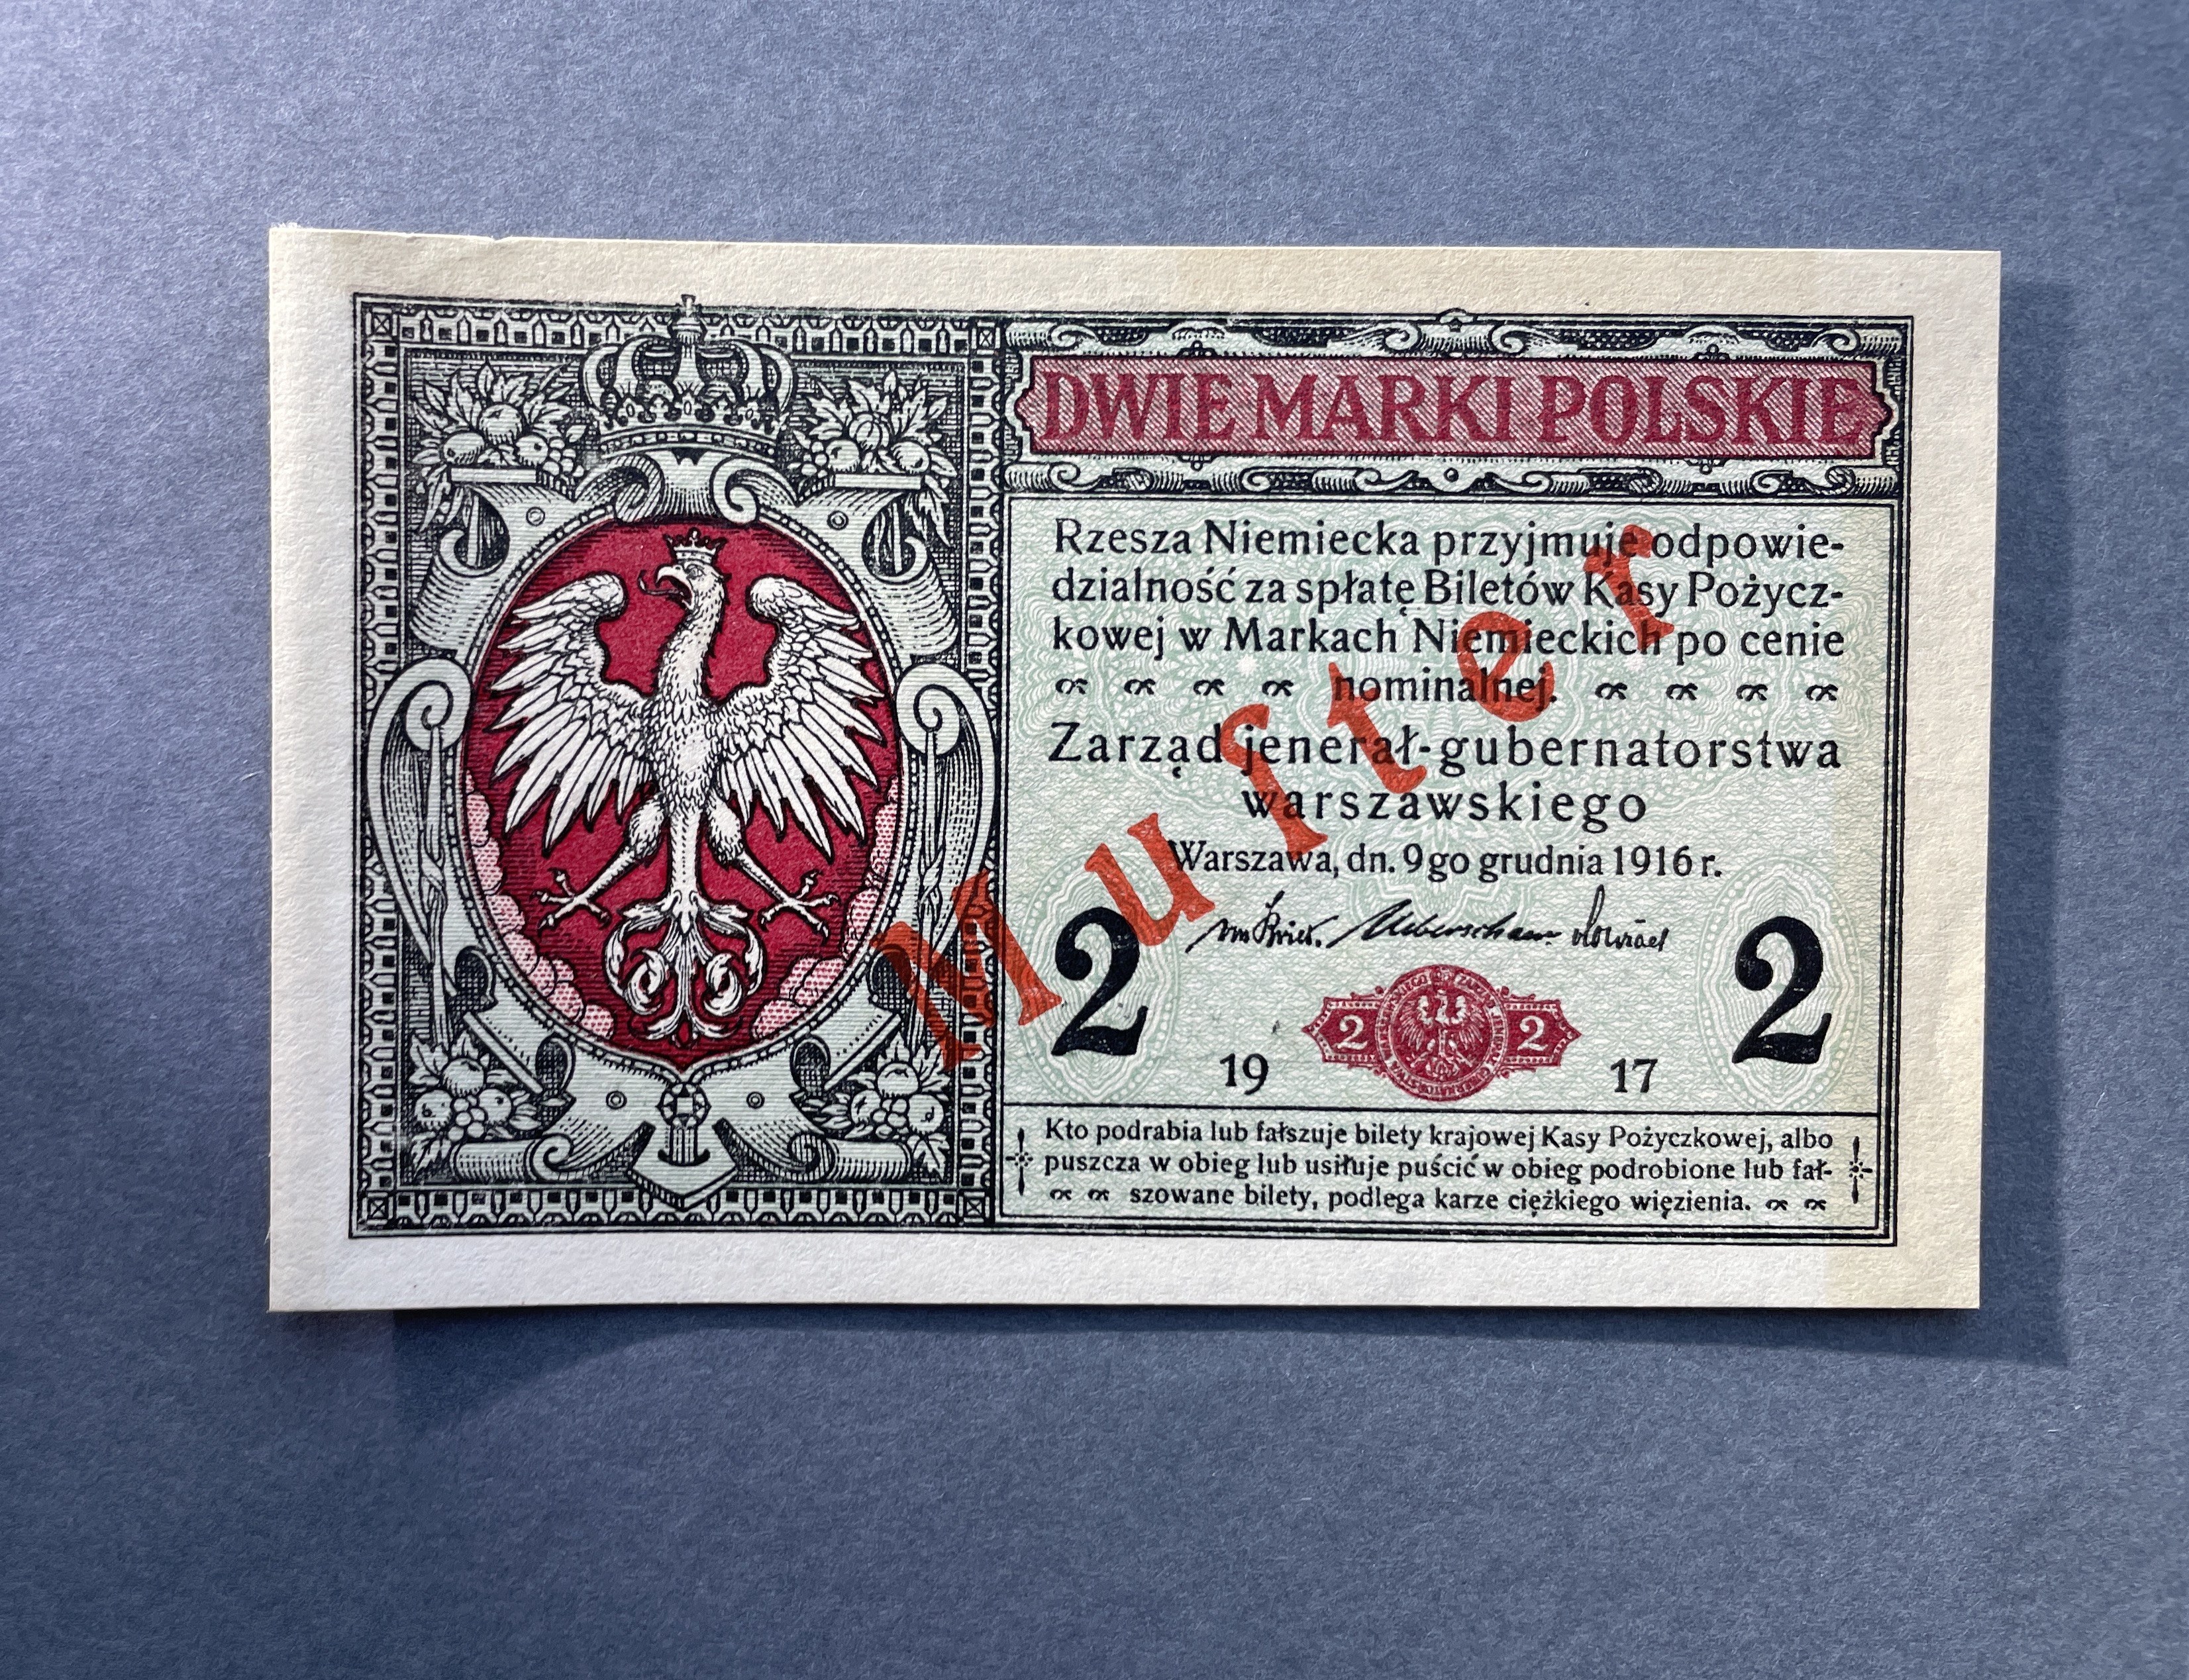 DWIE MARKI POLSKIE
Rzesza Niemiecka przyjmuje odpowie-
dzialność za spłatę Biletów Kasy Pożycz-
kowej w Markach Niemieckich po cenie
nominalnej.
Zarząd jenerał-gubernatorstwa
warszawskiego
Warszawa, dn. 9go grudnia 1916 r.
2 2
2 2
19 17
Kto podrabia lub fałszuje bilety krajowej Kasy Pożyczkowej, albo
puszcza w obieg lub usiłuje puścić w obieg podrobione lub fał-
szowane bilety, podlega karze ciężkiego więzienia.
Muſter